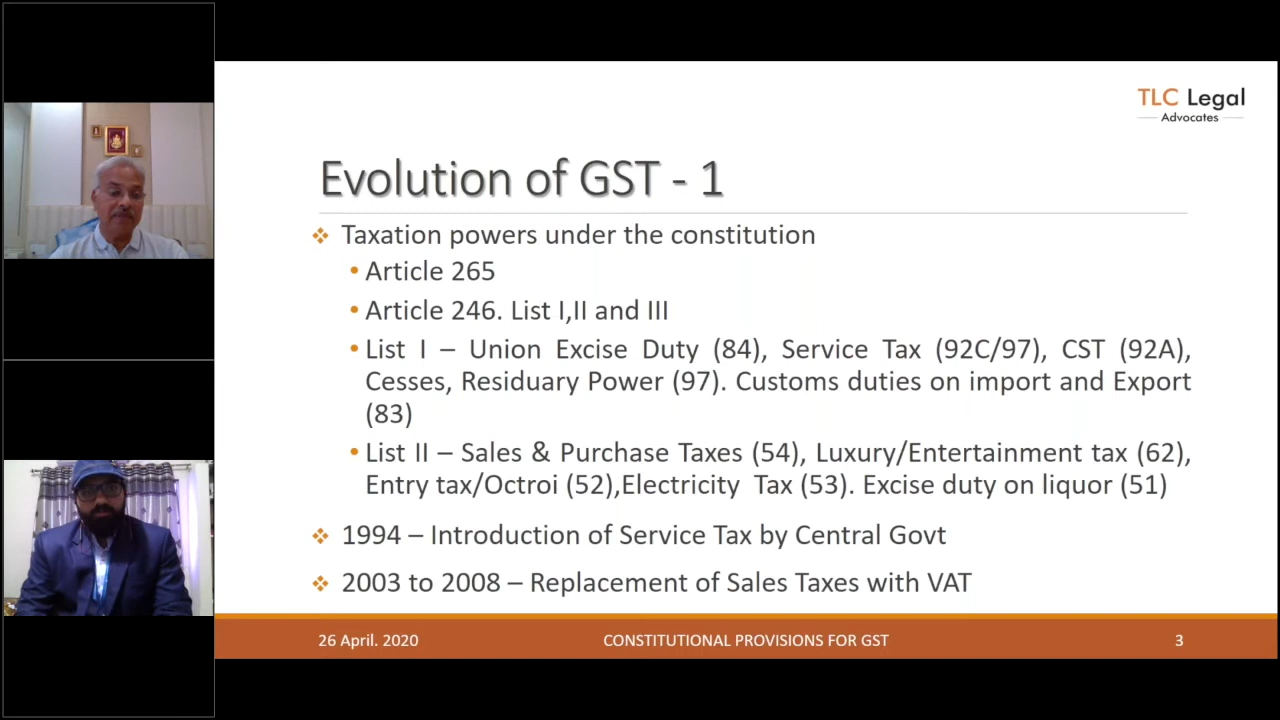 TLC Legal
Advocates
Evolution of GST - 1
Taxation powers under the constitution
Article 265
Article 246. List I,II and III
List I – Union Excise Duty (84), Service Tax (92C/97), CST (92A),
Cesses, Residuary Power (97). Customs duties on import and Export
(83)
List II – Sales & Purchase Taxes (54), Luxury/Entertainment tax (62),
Entry tax/Octroi (52),Electricity Tax (53). Excise duty on liquor (51)
1994 – Introduction of Service Tax by Central Govt
2003 to 2008 – Replacement of Sales Taxes with VAT
26 April. 2020 CONSTITUTIONAL PROVISIONS FOR GST 3